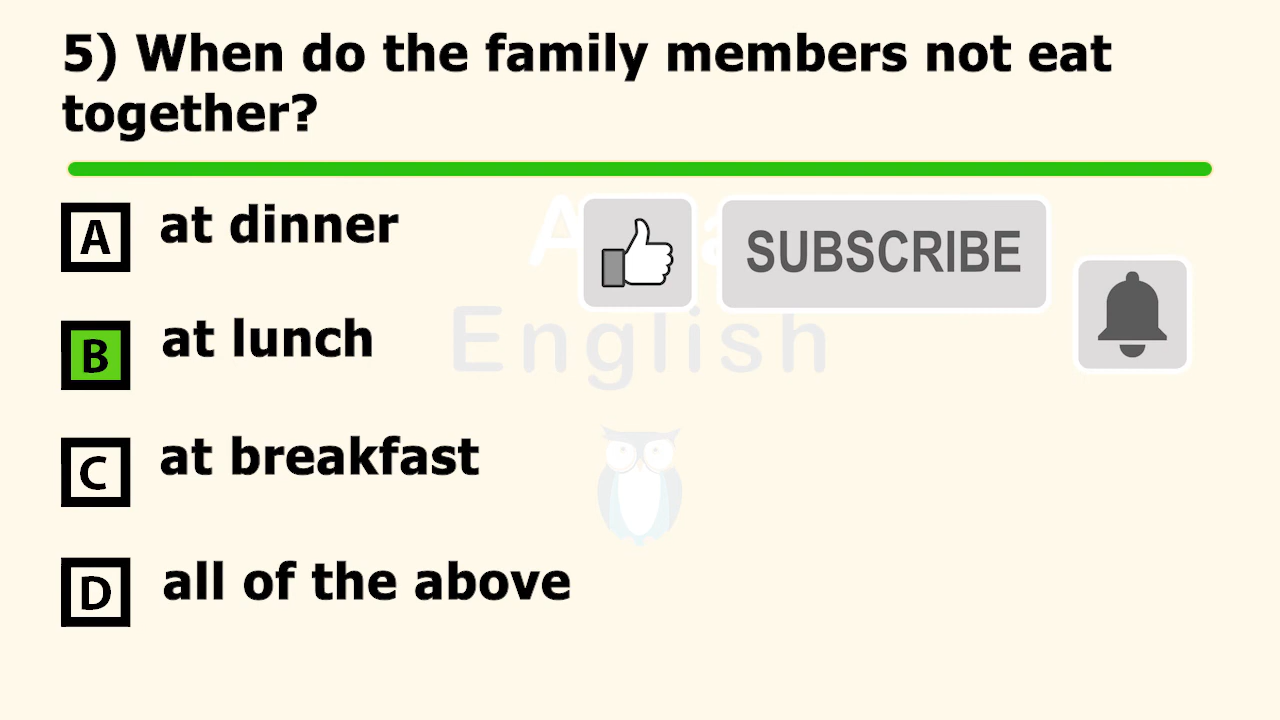 5) When do the family members not eat
together?
A at dinner
SUBSCRIBE
B at lunch
English
C at breakfast
D all of the above